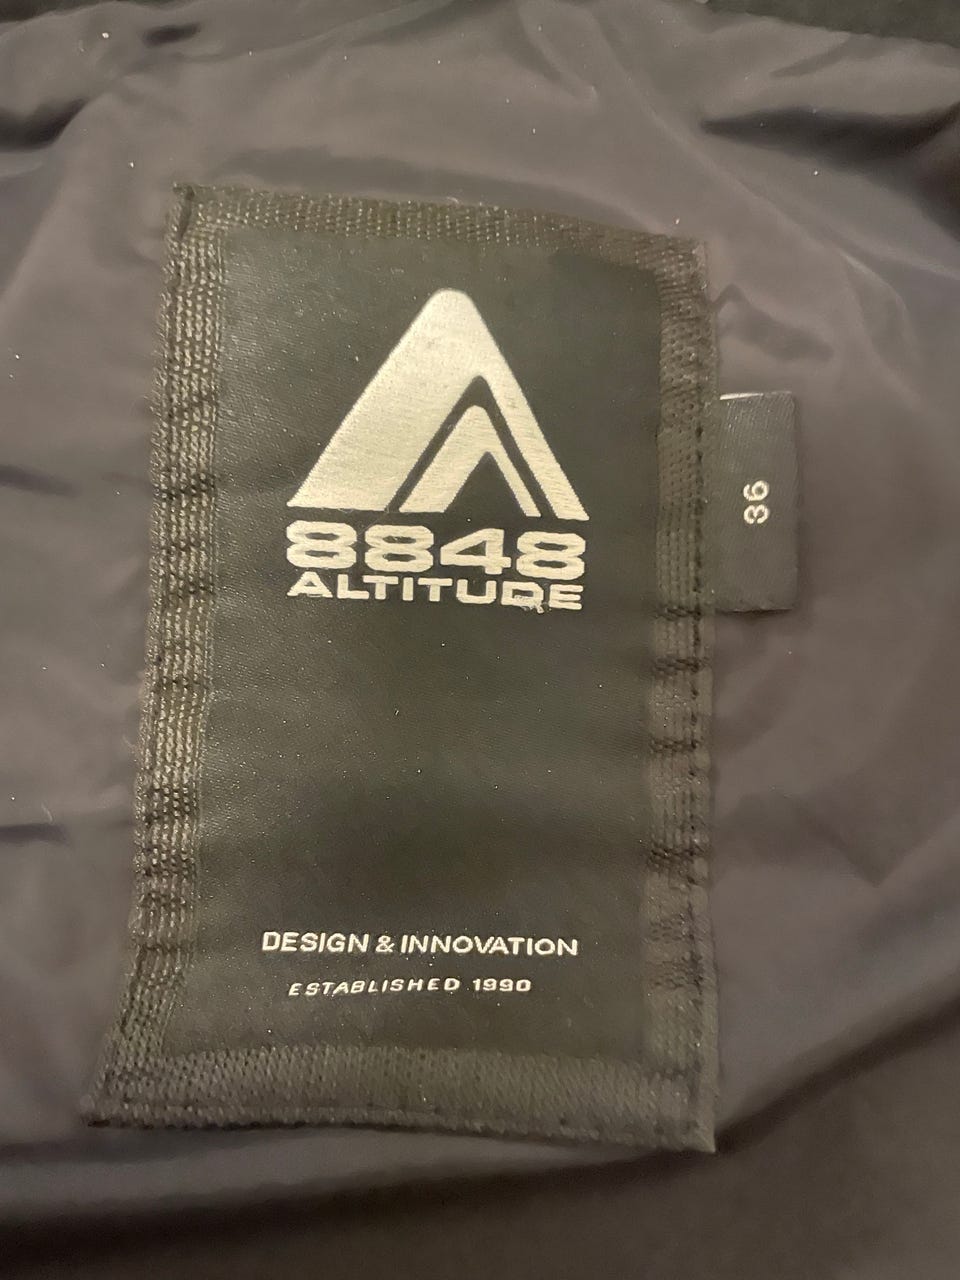 8848
ALTITUDE
36
DESIGN & INNOVATION
ESTABLISHED 1990